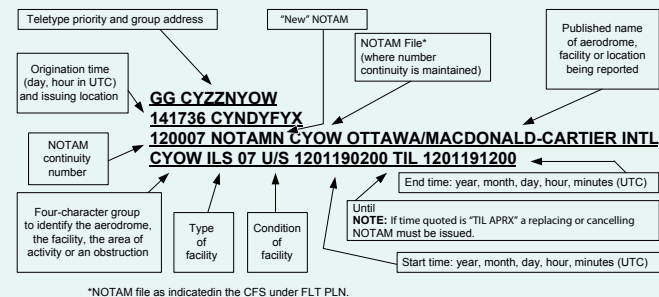 Teletype priority and group address
"New" NOTAM
Published name
of aerodrome,
facility or location
being reported
NOTAM File*
(where number
continuity is maintained)
Origination time
(day, hour in UTC)
and issuing location
GG CYZZNYOW
141736 CYNDYFYX
120007 NOTAMN CYOW OTTAWA/MACDONALD-CARTIER INTL
CYOW ILS 07 U/S 1201190200 TIL 1201191200
NOTAM
continuity
number
End time: year, month, day, hour, minutes (UTC)
Four-character group
to identify the aerodrome,
the facility, the area of
activity or an obstruction
Type
of
facility
Condition
of
facility
Until
NOTE: If time quoted is "TIL APRX" a replacing or cancelling
NOTAM must be issued.
Start time: year, month, day, hour, minutes (UTC)
*NOTAM file as indicatedin the CFS under FLT PLN.